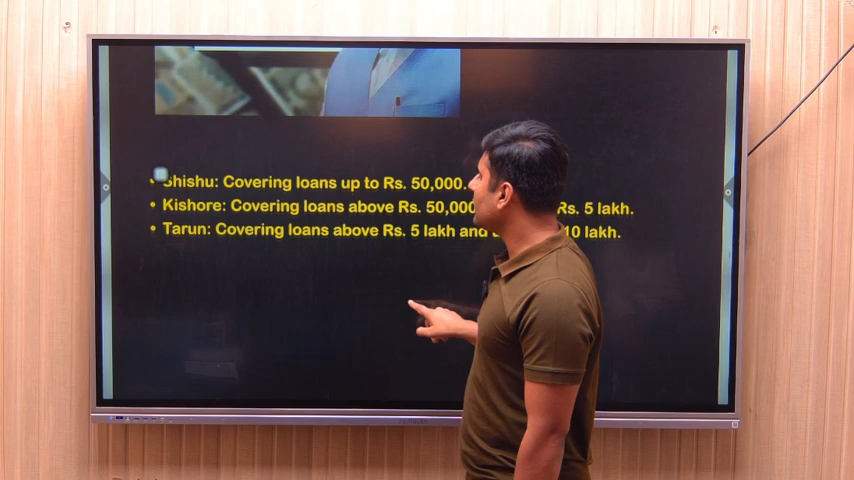 • Shishu: Covering loans up to Rs. 50,000.
• Kishore: Covering loans above Rs. 50,000 Rs. 5 lakh.
• Tarun: Covering loans above Rs. 5 lakh and 10 lakh.